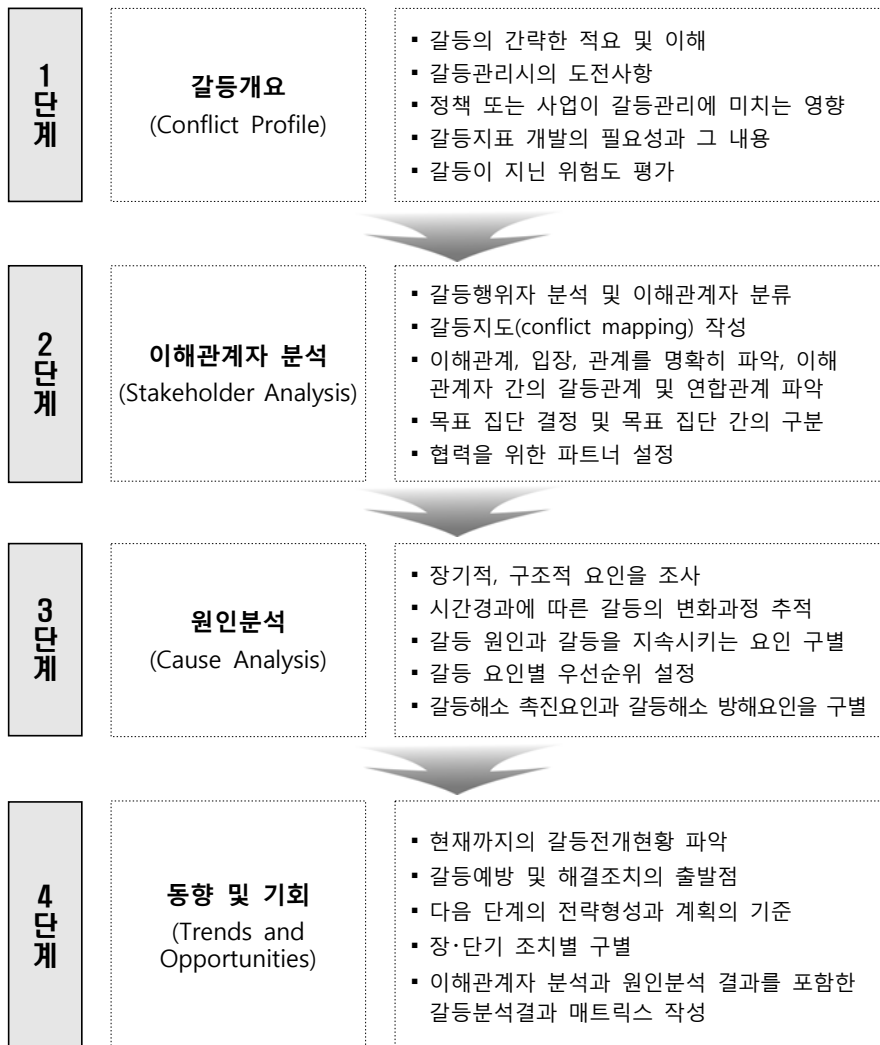 1
단
계
갈등개요
(Conflict Profile)
▪ 갈등의 간략한 적요 및 이해
▪ 갈등관리시의 도전사항
▪ 정책 또는 사업이 갈등관리에 미치는 영향
▪ 갈등지표 개발의 필요성과 그 내용
▪ 갈등이 지닌 위험도 평가
2
단
계
이해관계자 분석
(Stakeholder Analysis)
▪ 갈등행위자 분석 및 이해관계자 분류
▪ 갈등지도(conflict mapping) 작성
▪ 이해관계, 입장, 관계를 명확히 파악, 이해
관계자 간의 갈등관계 및 연합관계 파악
▪ 목표 집단 결정 및 목표 집단 간의 구분
▪ 협력을 위한 파트너 설정
3
단
계
원인분석
(Cause Analysis)
▪ 장기적, 구조적 요인을 조사
▪ 시간경과에 따른 갈등의 변화과정 추적
▪ 갈등 원인과 갈등을 지속시키는 요인 구별
▪ 갈등 요인별 우선순위 설정
▪ 갈등해소 촉진요인과 갈등해소 방해요인을 구별
4
단
계
동향 및 기회
(Trends and
Opportunities)
▪ 현재까지의 갈등전개현황 파악
▪ 갈등예방 및 해결조치의 출발점
▪ 다음 단계의 전략형성과 계획의 기준
▪ 장·단기 조치별 구별
▪ 이해관계자 분석과 원인분석 결과를 포함한
갈등분석결과 매트릭스 작성